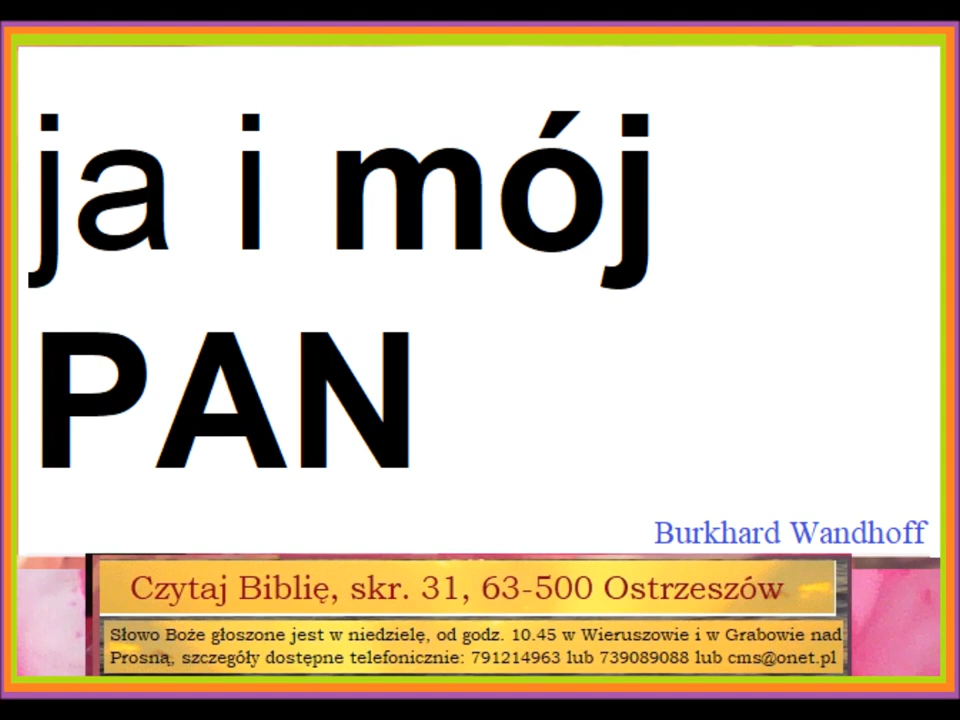 ja i mój
PAN
Burkhard Wandhoff
Czytaj Biblię, skr. 31, 63-500 Ostrzeszów
Słowo Boże głoszone jest w niedzielę, od godz. 10.45 w Wieruszowie i w Grabowie nad
Prosną, szczegóły dostępne telefonicznie: 791214963 lub 739089088 lub cms@onet.pl